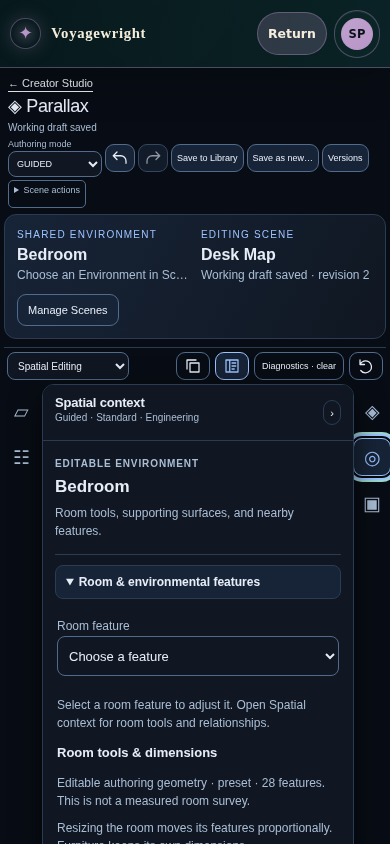 Voyagewright
Return
SP
← Creator Studio
◈ Parallax
Working draft saved
Authoring mode
GUIDED
Save to Library
Save as new…
Versions
Scene actions
SHARED ENVIRONMENT
Bedroom
Choose an Environment in Sc…
EDITING SCENE
Desk Map
Working draft saved · revision 2
Manage Scenes
Spatial Editing
Diagnostics · clear
Spatial context
Guided · Standard · Engineering
EDITABLE ENVIRONMENT
Bedroom
Room tools, supporting surfaces, and nearby
features.
Room & environmental features
Room feature
Choose a feature
Select a room feature to adjust it. Open Spatial
context for room tools and relationships.
Room tools & dimensions
Editable authoring geometry · preset · 28 features.
This is not a measured room survey.
Resizing the room moves its features proportionally.
Furniture keeps its own dimensions.